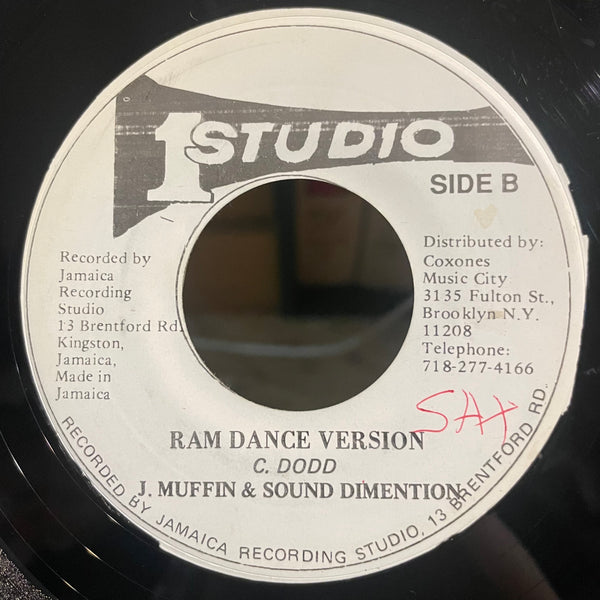 1 STUDIO
SIDE B
Recorded by
Jamaica
Recording
Studio
13 Brentford Rd.
Kingston,
Jamaica,
Made in
Jamaica
Distributed by:
Coxones
Music City
3135 Fulton St.,
Brooklyn N.Y.
11208
Telephone:
718-277-4166
SAX
RAM DANCE VERSION
C. DODD
J. MUFFIN & SOUND DIMENTION
RECORDED BY JAMAICA RECORDING STUDIO, 13 BRENTFORD RD.